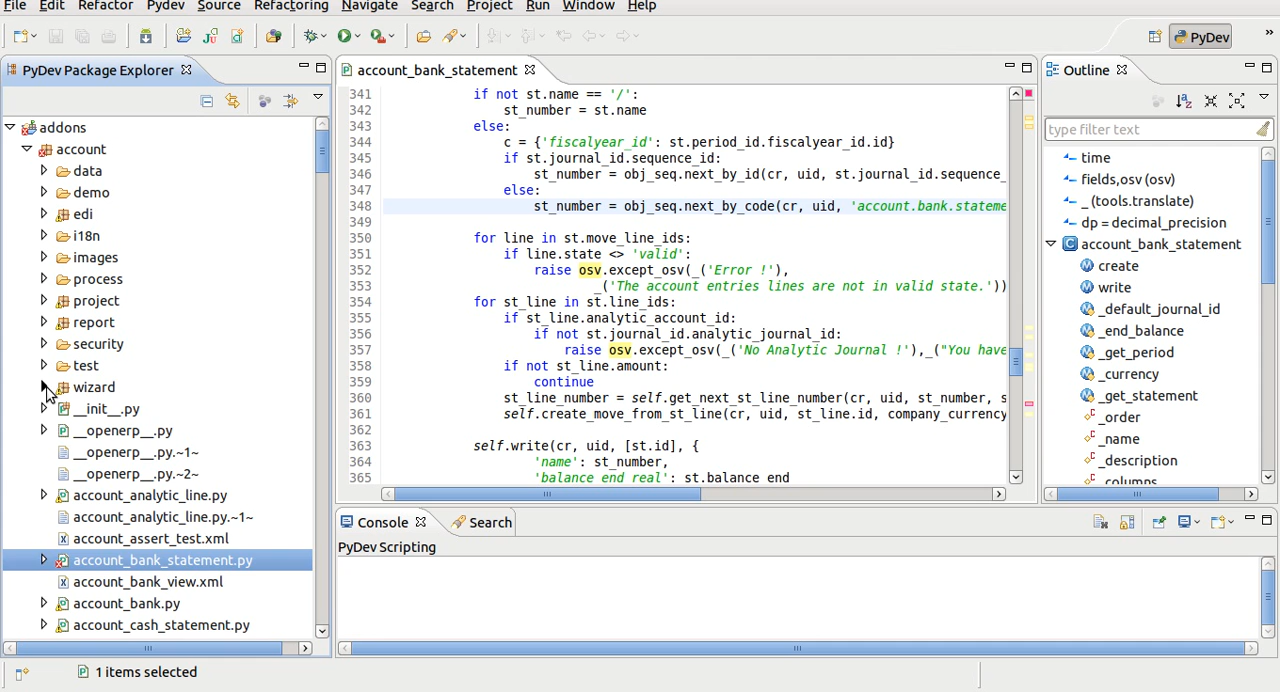 File Edit Refactor Pydev Source Refactoring Navigate Search Project Run Window Help
PyDev
PyDev Package Explorer
addons
account
data
demo
edi
i18n
images
process
project
report
security
test
wizard
__init__.py
__openerp__.py
__openerp__.py.~1~
__openerp__.py.~2~
account_analytic_line.py
account_analytic_line.py.~1~
account_assert_test.xml
account_bank_statement.py
account_bank_view.xml
account_bank.py
account_cash_statement.py
account_bank_statement
341 if not st.name == '/':
342 st_number = st.name
343 else:
344 c = {'fiscalyear_id': st.period_id.fiscalyear_id.id}
345 if st.journal_id.sequence_id:
346 st_number = obj_seq.next_by_id(cr, uid, st.journal_id.sequence_
347 else:
348 st_number = obj_seq.next_by_code(cr, uid, 'account.bank.stateme
349
350 for line in st.move_line_ids:
351 if line.state <> 'valid':
352 raise osv.except_osv(_('Error !'),
353 _('The account entries lines are not in valid state.'))
354 for st_line in st.line_ids:
355 if st_line.analytic_account_id:
356 if not st.journal_id.analytic_journal_id:
357 raise osv.except_osv(_('No Analytic Journal !'),_("You have
358 if not st_line.amount:
359 continue
360 st_line_number = self.get_next_st_line_number(cr, uid, st_number, s
361 self.create_move_from_st_line(cr, uid, st_line.id, company_currency
362
363 self.write(cr, uid, [st.id], {
364 'name': st_number,
365 'balance_end_real': st.balance_end
Outline
type filter text
time
fields,osv (osv)
_ (tools.translate)
dp = decimal_precision
account_bank_statement
create
write
_default_journal_id
_end_balance
_get_period
_currency
_get_statement
_order
_name
_description
_columns
Console Search
PyDev Scripting
1 items selected